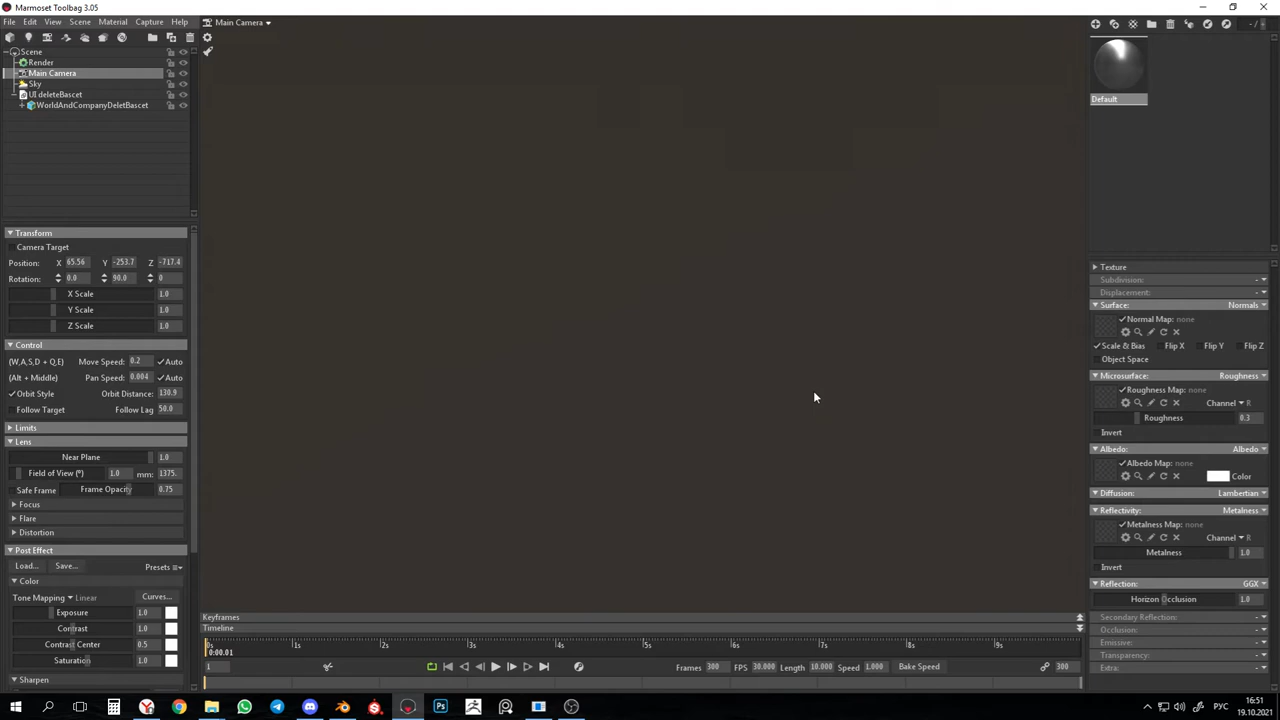 Marmoset Toolbag 3.05
File Edit View Scene Material Capture Help
Main Camera
Scene
Render
Main Camera
Sky
UI deleteBascet
WorldAndCompanyDeletBascet
Transform
Camera Target
Position: X 65.56 Y -253.7 Z -717.4
Rotation: 0.0 90.0 0
X Scale 1.0
Y Scale 1.0
Z Scale 1.0
Control
(W,A,S,D + Q,E) Move Speed: 0.2 Auto
(Alt + Middle) Pan Speed: 0.004 Auto
Orbit Style Orbit Distance: 130.9
Follow Target Follow Lag 50.0
Limits
Lens
Near Plane 1.0
Field of View (°) 1.0 mm: 1375.
Safe Frame Frame Opacity 0.75
Focus
Flare
Distortion
Post Effect
Load... Save... Presets
Color
Tone Mapping Linear Curves...
Exposure 1.0
Contrast 1.0
Contrast Center 0.5
Saturation 1.0
Sharpen
Keyframes
Timeline
0s 1s 2s 3s 4s 5s 6s 7s 8s 9s
0:00.01
1 Frames 300 FPS 30.000 Length 10.000 Speed 1.000 Bake Speed 300
- /
Default
Texture
Subdivision: -
Displacement: -
Surface: Normals
Normal Map: none
Scale & Bias Flip X Flip Y Flip Z
Object Space
Microsurface: Roughness
Roughness Map: none
Channel R
Roughness 0.3
Invert
Albedo: Albedo
Albedo Map: none
Color
Diffusion: Lambertian
Reflectivity: Metalness
Metalness Map: none
Channel R
Metalness 1.0
Invert
Reflection: GGX
Horizon Occlusion 1.0
Secondary Reflection: -
Occlusion: -
Emissive: -
Transparency: -
Extra: -
Ps
РУС
16:51
19.10.2021